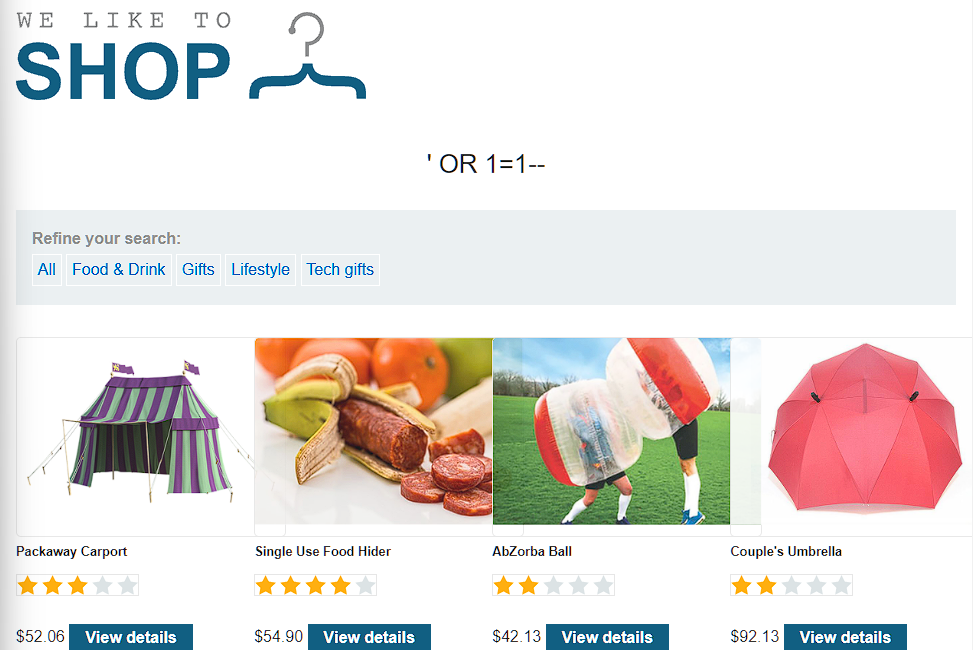 WE LIKE TO
SHOP
' OR 1=1--
Refine your search:
All Food & Drink Gifts Lifestyle Tech gifts
Packaway Carport Single Use Food Hider AbZorba Ball Couple's Umbrella
$52.06 View details $54.90 View details $42.13 View details $92.13 View details